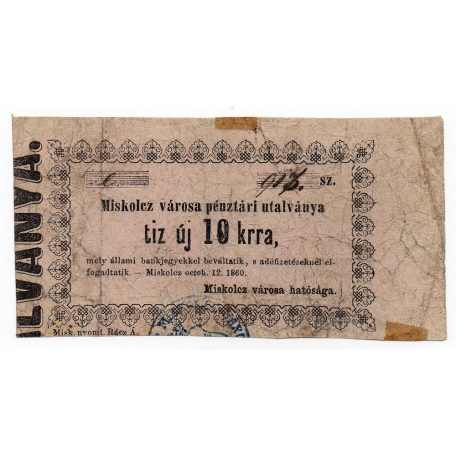 ILVÁNYA.
sz.
Miskolcz városa pénztári utalványa
tiz új 10 krra,
mely állami bankjegyekkel beváltatik, s adófizetéseknél el-
fogadtatik. — Miskolcz octob. 12. 1860.
Miskolcz városa hatósága.
Misk. nyomt. Rácz A.